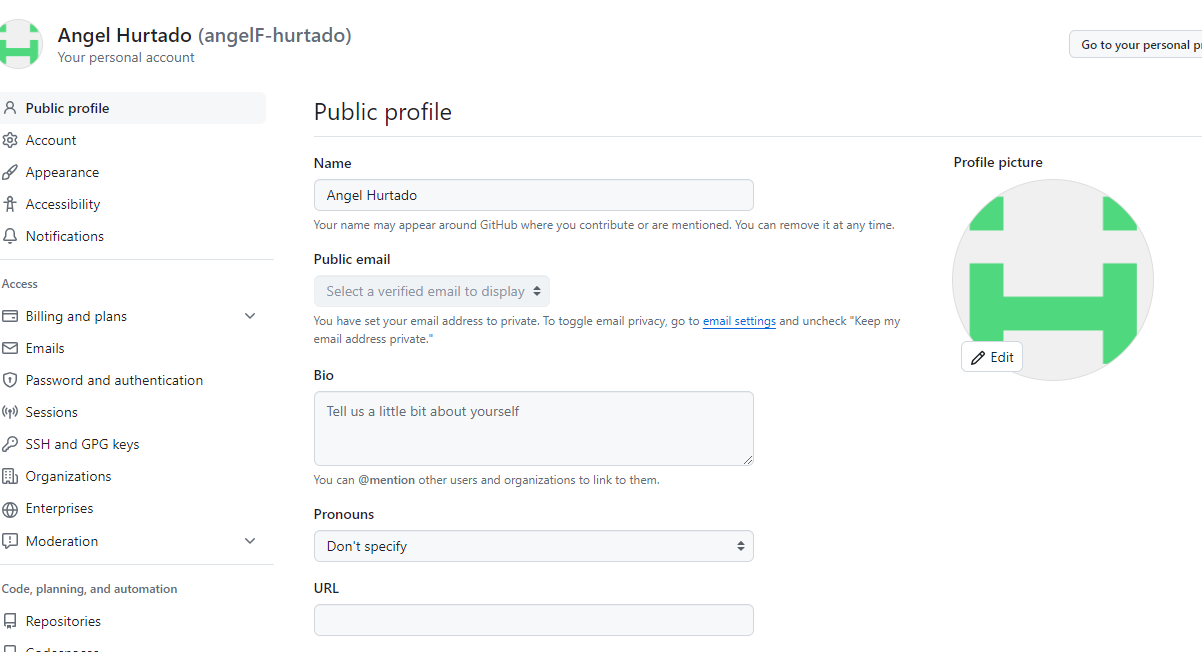 Angel Hurtado (angelF-hurtado)
Your personal account
Go to your personal
Public profile
Account
Appearance
Accessibility
Notifications
Access
Billing and plans
Emails
Password and authentication
Sessions
SSH and GPG keys
Organizations
Enterprises
Moderation
Code, planning, and automation
Repositories
Codespaces
Public profile
Name
Angel Hurtado
Your name may appear around GitHub where you contribute or are mentioned. You can remove it at any time.
Public email
Select a verified email to display
You have set your email address to private. To toggle email privacy, go to email settings and uncheck "Keep my
email address private."
Bio
Tell us a little bit about yourself
You can @mention other users and organizations to link to them.
Pronouns
Don't specify
URL
Profile picture
Edit